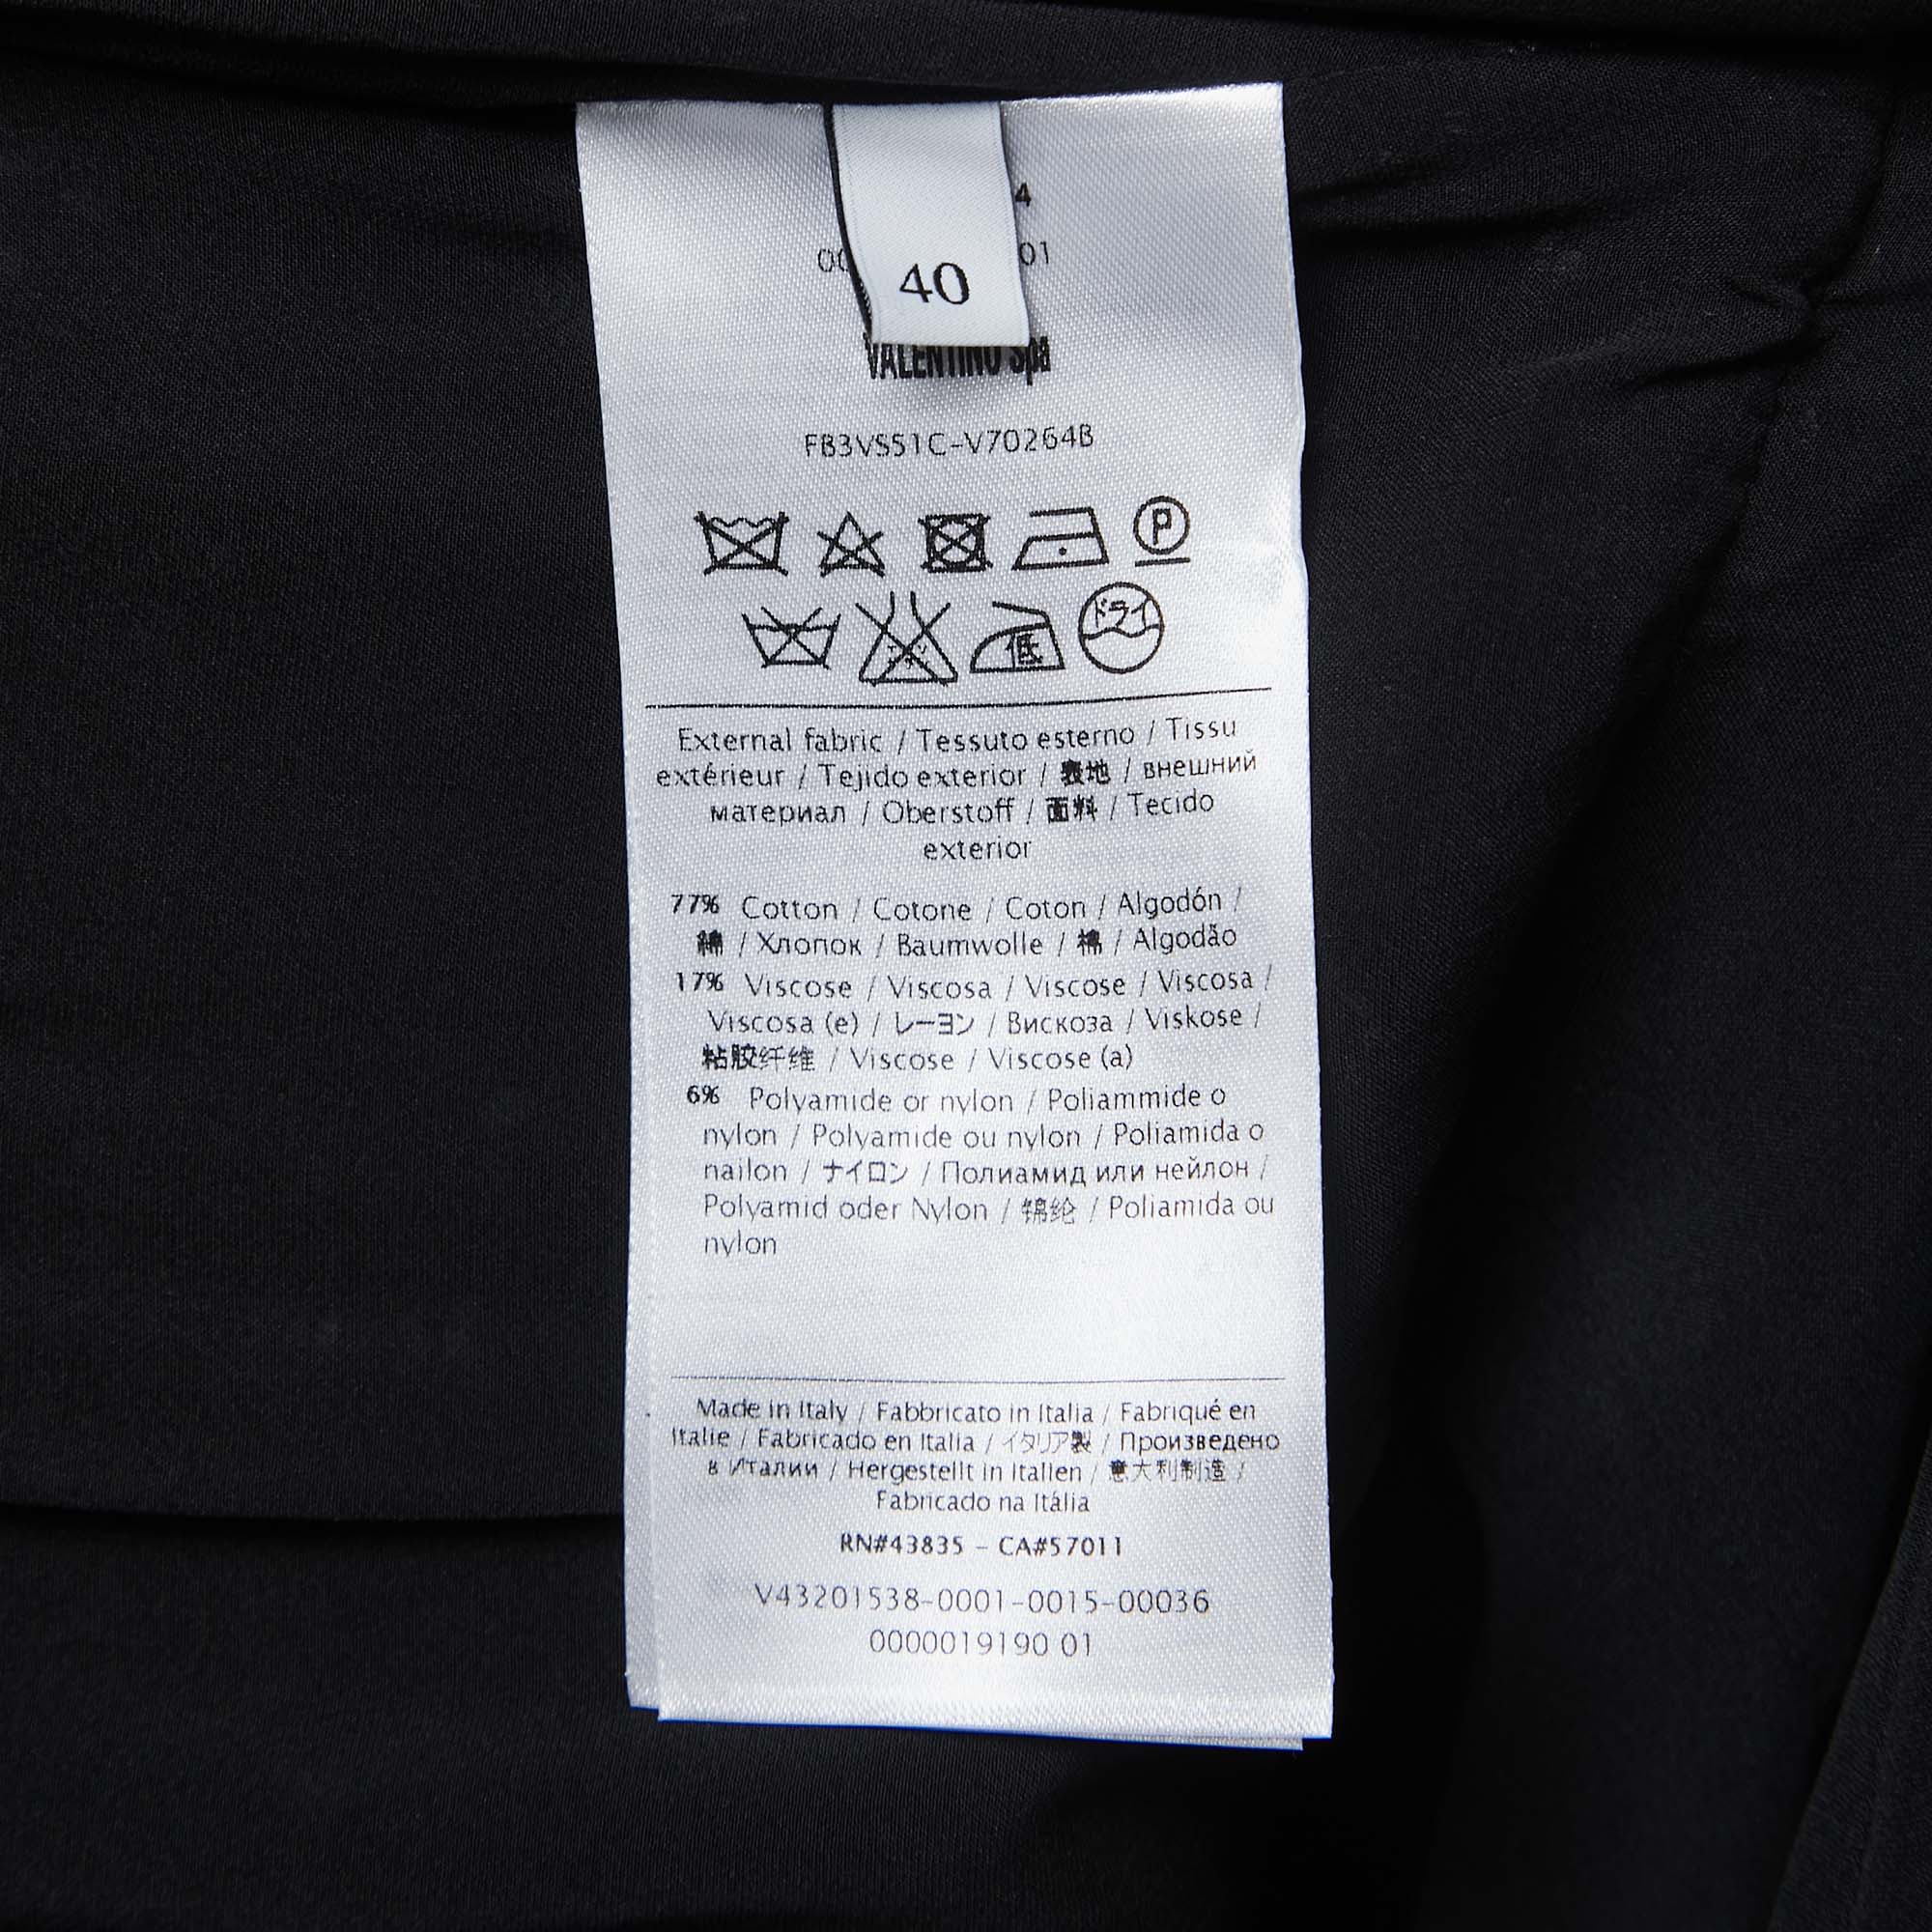 4
01
40
VALENTINO Spa
FB3VS51C-V70264B
P
ドライ
低
External fabric / Tessuto esterno / Tissu
extérieur / Tejido exterior / 表地 / внешний
материал / Oberstoff / 面料 / Tecido
exterior
77% Cotton / Cotone / Coton / Algodón /
綿 / Хлопок / Baumwolle / 棉 / Algodão
17% Viscose / Viscosa / Viscose / Viscosa /
Viscosa (e) / レーヨン / Вискоза / Viskose /
粘胶纤维 / Viscose / Viscose (a)
6% Polyamide or nylon / Poliammide o
nylon / Polyamide ou nylon / Poliamida o
nailon / ナイロン / Полиамид или нейлон /
Polyamid oder Nylon / 锦纶 / Poliamida ou
nylon
Made in Italy / Fabbricato in Italia / Fabriqué en
Italie / Fabricado en Italia / イタリア製 / Произведено
в Италии / Hergestellt in Italien / 意大利制造 /
Fabricado na Itália
RN#43835 - CA#57011
V43201538-0001-0015-00036
0000019190 01